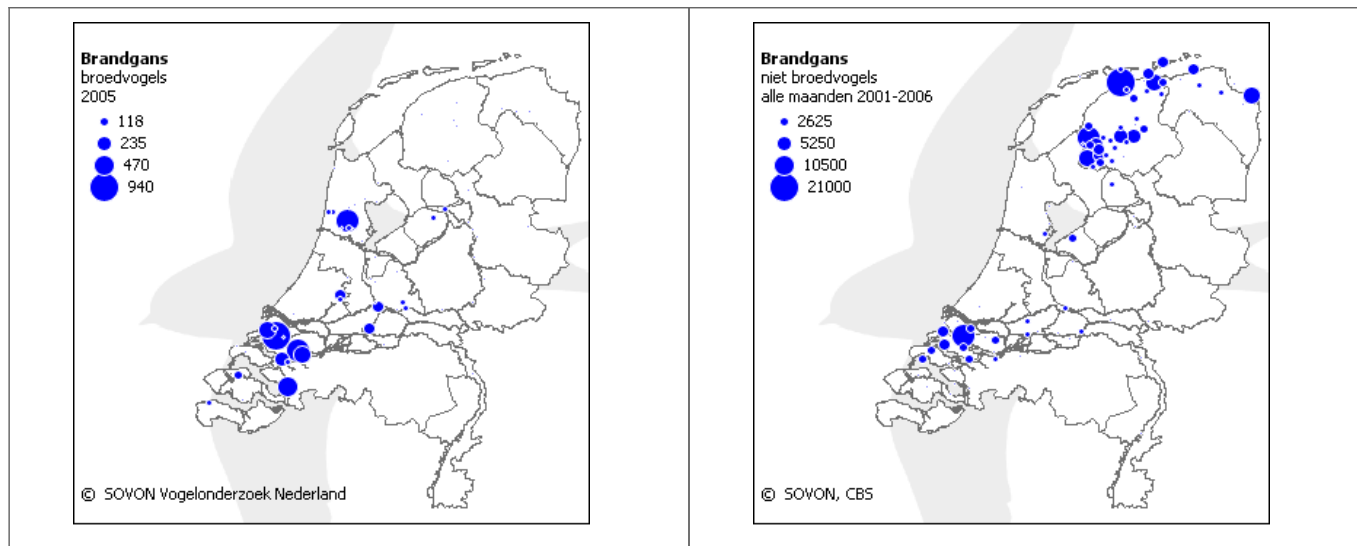 Brandgans
broedvogels
2005
118
235
470
940
© SOVON Vogelonderzoek Nederland
Brandgans
niet broedvogels
alle maanden 2001-2006
2625
5250
10500
21000
© SOVON, CBS